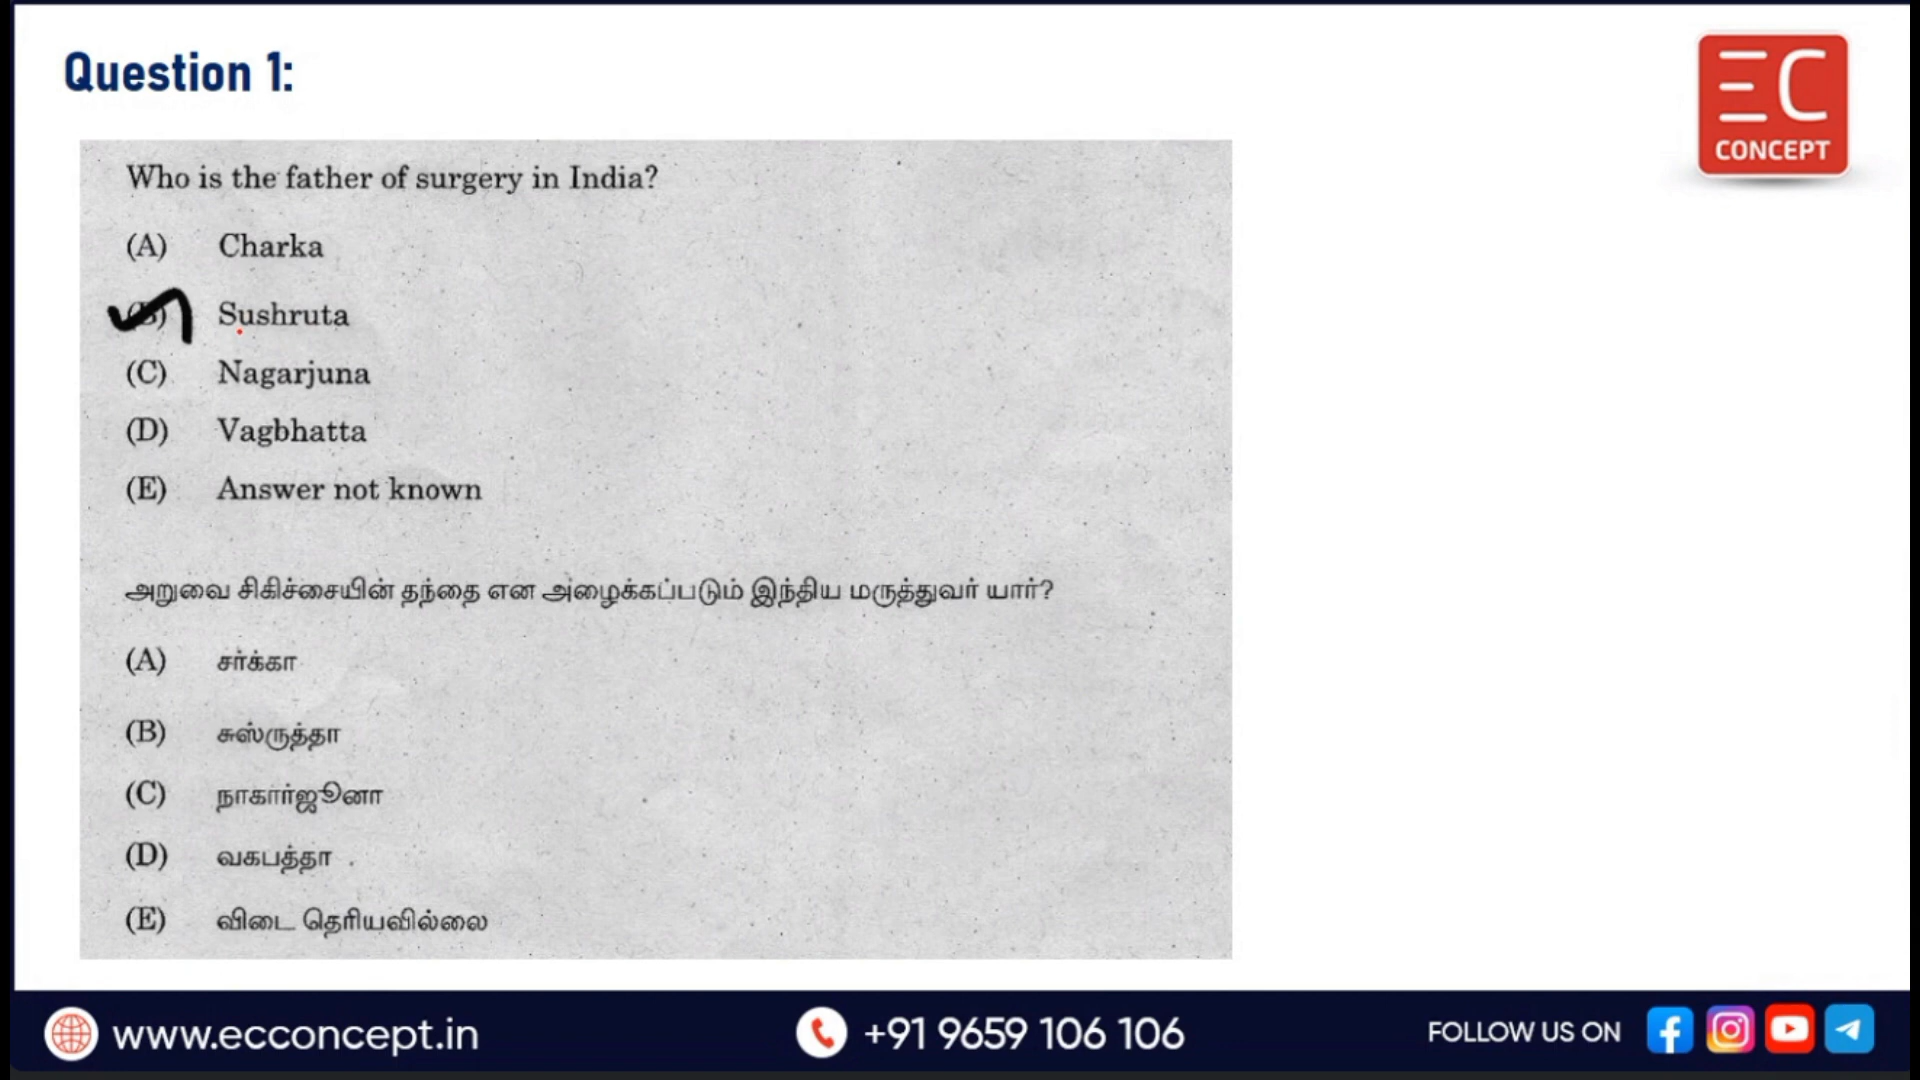 Question 1:
EC
CONCEPT
Who is the father of surgery in India?
(A) Charka
(B) Sushruta
(C) Nagarjuna
(D) Vagbhatta
(E) Answer not known
அறுவை சிகிச்சையின் தந்தை என அழைக்கப்படும் இந்திய மருத்துவர் யார்?
(A) சர்க்கா
(B) சுஸ்ருத்தா
(C) நாகார்ஜூனா
(D) வகபத்தா
(E) விடை தெரியவில்லை
www.ecconcept.in +91 9659 106 106 FOLLOW US ON